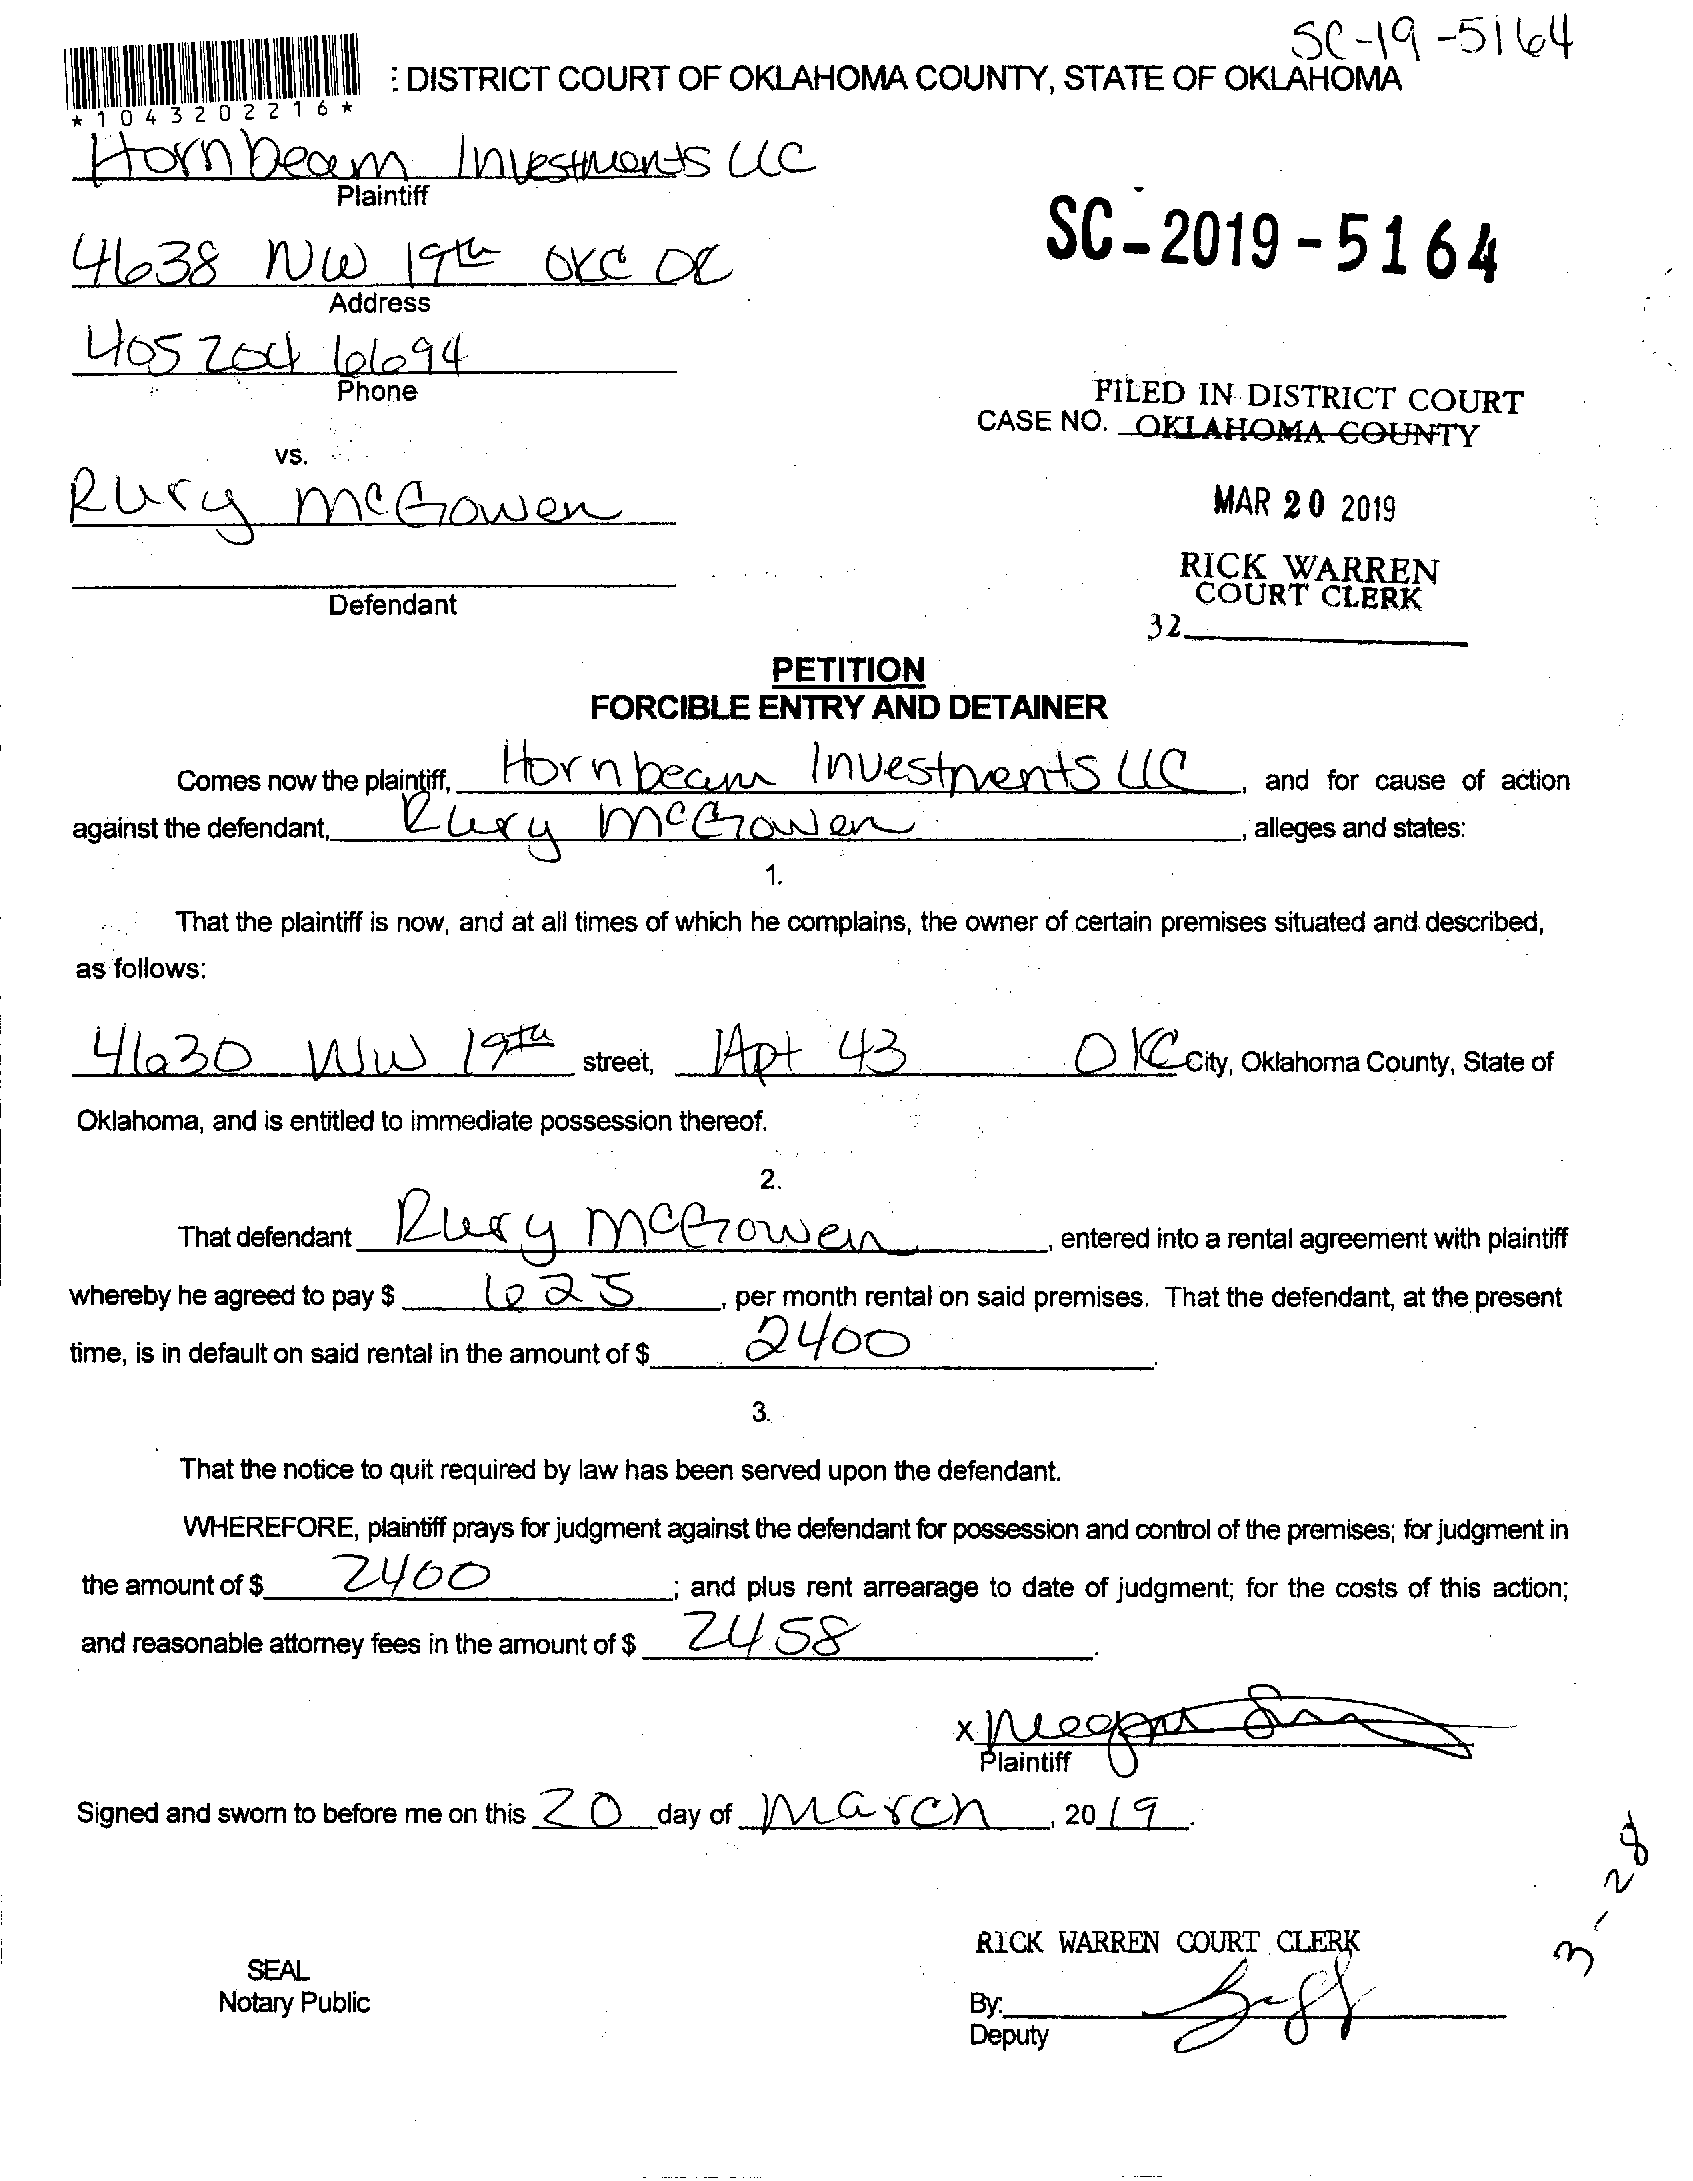 SC-19-5164
: DISTRICT COURT OF OKLAHOMA COUNTY, STATE OF OKLAHOMA
*1043202216*
Hornbeam Investments LLC
Plaintiff
SC-2019-5164
4638 NW 19th OKC OK
Address
405 204 6694
Phone
FILED IN DISTRICT COURT
CASE NO. OKLAHOMA COUNTY
vs.
Rury McGowen
MAR 20 2019
RICK WARREN
COURT CLERK
Defendant
32
PETITION
FORCIBLE ENTRY AND DETAINER
Comes now the plaintiff, Hornbeam Investments LLC, and for cause of action
against the defendant, Rury McGowen, alleges and states:
1.
That the plaintiff is now, and at all times of which he complains, the owner of certain premises situated and described,
as follows:
4630 NW 19th street, Apt 43 OKC City, Oklahoma County, State of
Oklahoma, and is entitled to immediate possession thereof.
2.
That defendant Rury McGowen, entered into a rental agreement with plaintiff
whereby he agreed to pay $ 625, per month rental on said premises. That the defendant, at the present
time, is in default on said rental in the amount of $ 2400.
3.
That the notice to quit required by law has been served upon the defendant.
WHEREFORE, plaintiff prays for judgment against the defendant for possession and control of the premises; for judgment in
the amount of $ 2400; and plus rent arrearage to date of judgment; for the costs of this action;
and reasonable attorney fees in the amount of $ 2458.
x Megan
Plaintiff
Signed and sworn to before me on this 20 day of March, 2019.
3-28
RICK WARREN COURT CLERK
SEAL
Notary Public
By:
Deputy